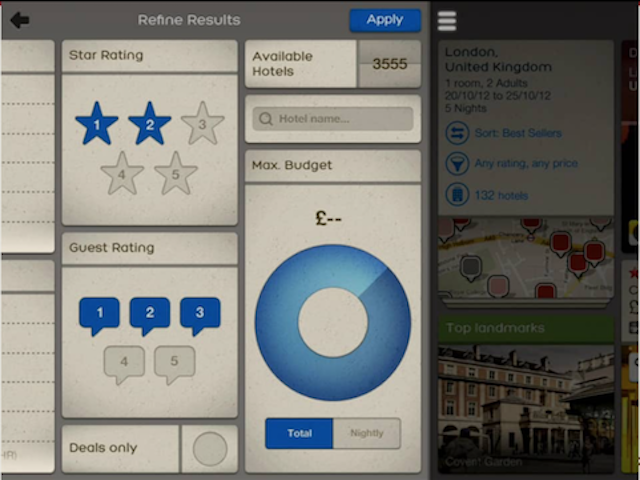 Refine Results
Apply
Star Rating
1
2
3
4
5
Guest Rating
1
2
3
4
5
Deals only
Available
Hotels
3555
Hotel name...
Max. Budget
£--
Total
Nightly
London,
United Kingdom
1 room, 2 Adults
20/10/12 to 25/10/12
5 Nights
Sort: Best Sellers
Any rating, any price
132 hotels
Top landmarks
Covent Garden